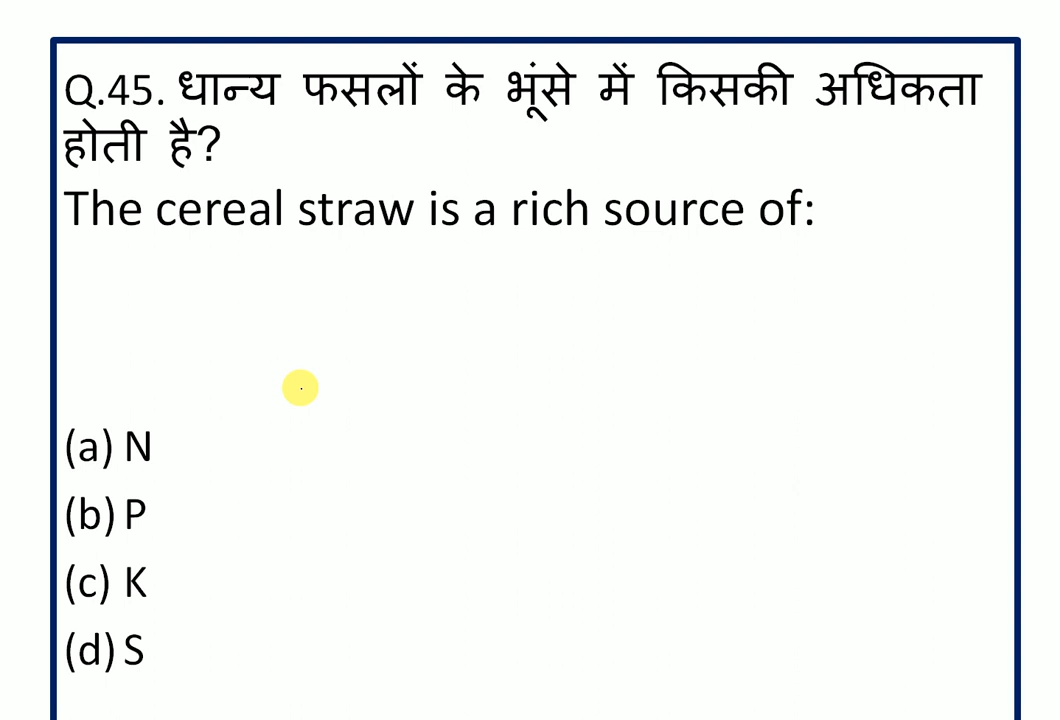 Q.45. धान्य फसलों के भूंसे में किसकी अधिकता
होती है?
The cereal straw is a rich source of:
(a) N
(b) P
(c) K
(d) S